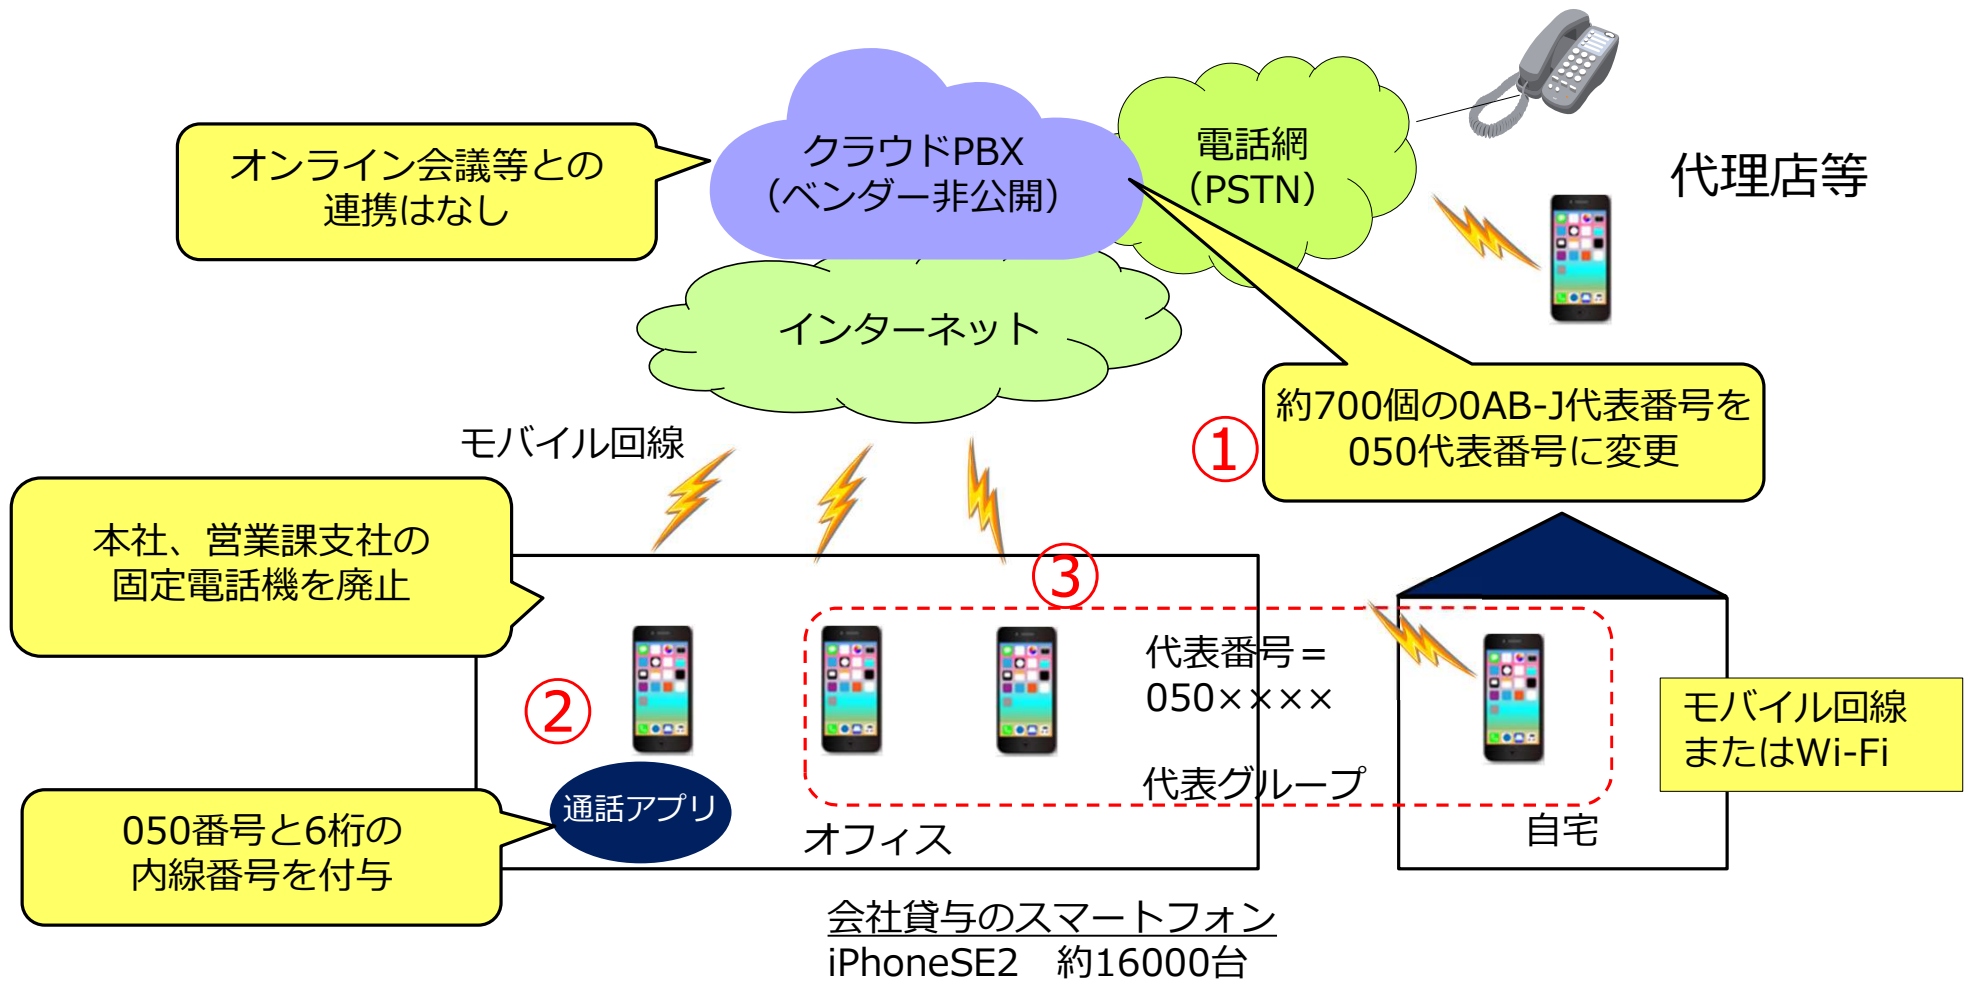 クラウドPBX
（ベンダー非公開）
電話網
（PSTN）
オンライン会議等との
連携はなし
代理店等
インターネット
①
約700個の0AB-J代表番号を
050代表番号に変更
モバイル回線
本社、営業課支社の
固定電話機を廃止
③
②
代表番号＝
050××××
代表グループ
モバイル回線
またはWi-Fi
通話アプリ
050番号と6桁の
内線番号を付与
オフィス
自宅
会社貸与のスマートフォン
iPhoneSE2　約16000台